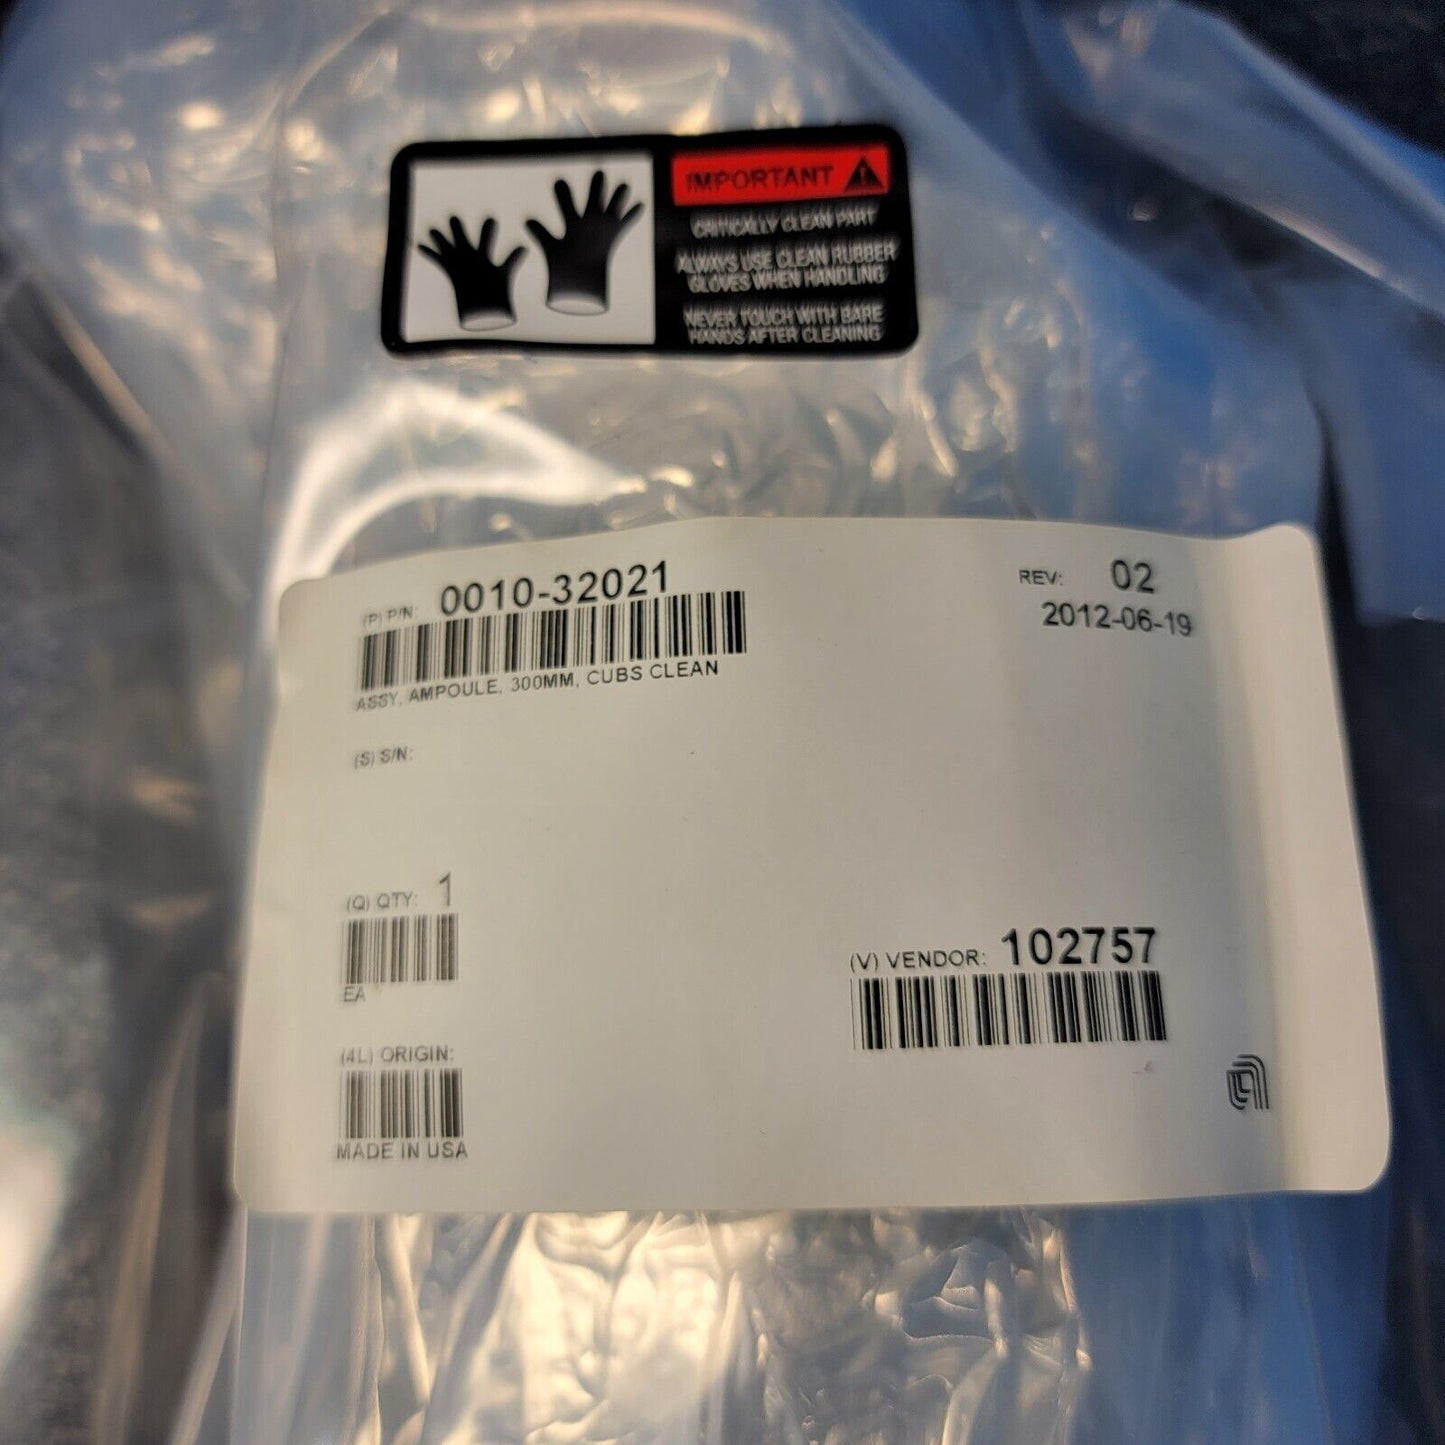 IMPORTANT
CRITICALLY CLEAN PART
ALWAYS USE CLEAN RUBBER
GLOVES WHEN HANDLING
NEVER TOUCH WITH BARE
HANDS AFTER CLEANING
(P) P/N: 0010-32021
REV: 02
2012-06-19
ASSY, AMPOULE, 300MM, CUBS CLEAN
(S) S/N:
(Q) QTY: 1
EA
(V) VENDOR: 102757
(4L) ORIGIN:
MADE IN USA